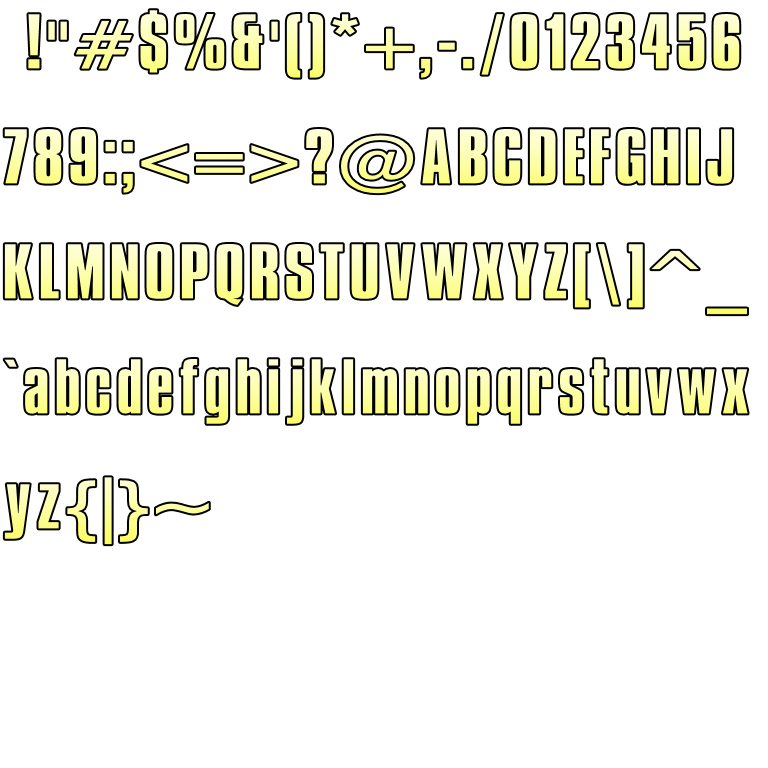 !"#$%&'()*+,-./0123456
789:;<=>?@ABCDEFGHIJ
KLMNOPQRSTUVWXYZ[\]^_
`abcdefghijklmnopqrstuvwx
yz{|}~